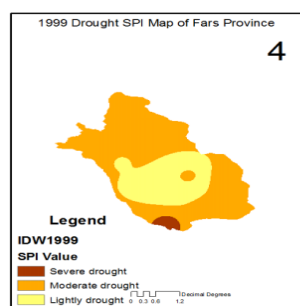 1999 Drought SPI Map of Fars Province
4
Legend
IDW1999
SPI Value
Severe drought
Moderate drought
Lightly drought
Decimal Degrees
0 0.3 0.6 1.2